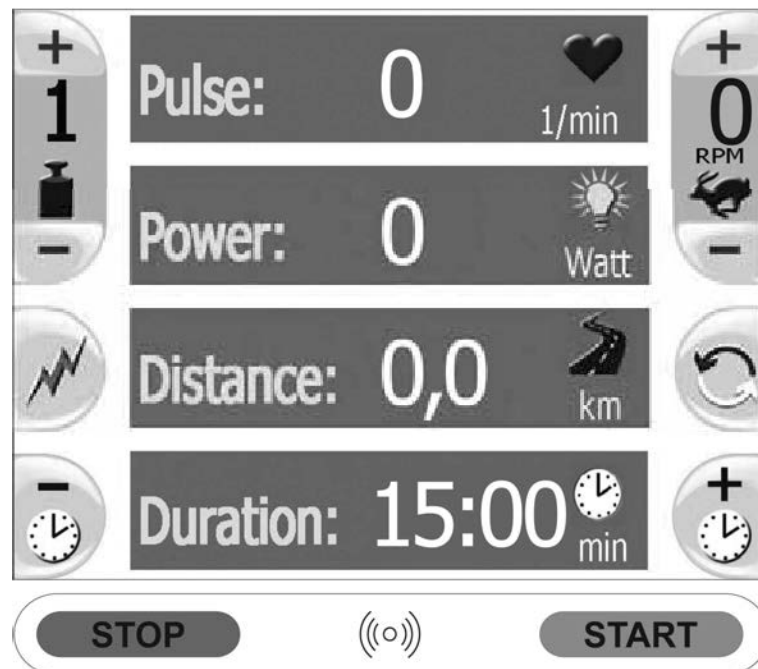 +
1
−
Pulse: 0
1/min
+
0
RPM
−
Power: 0
Watt
Distance: 0,0
km
−
Duration: 15:00
min
+
STOP
START